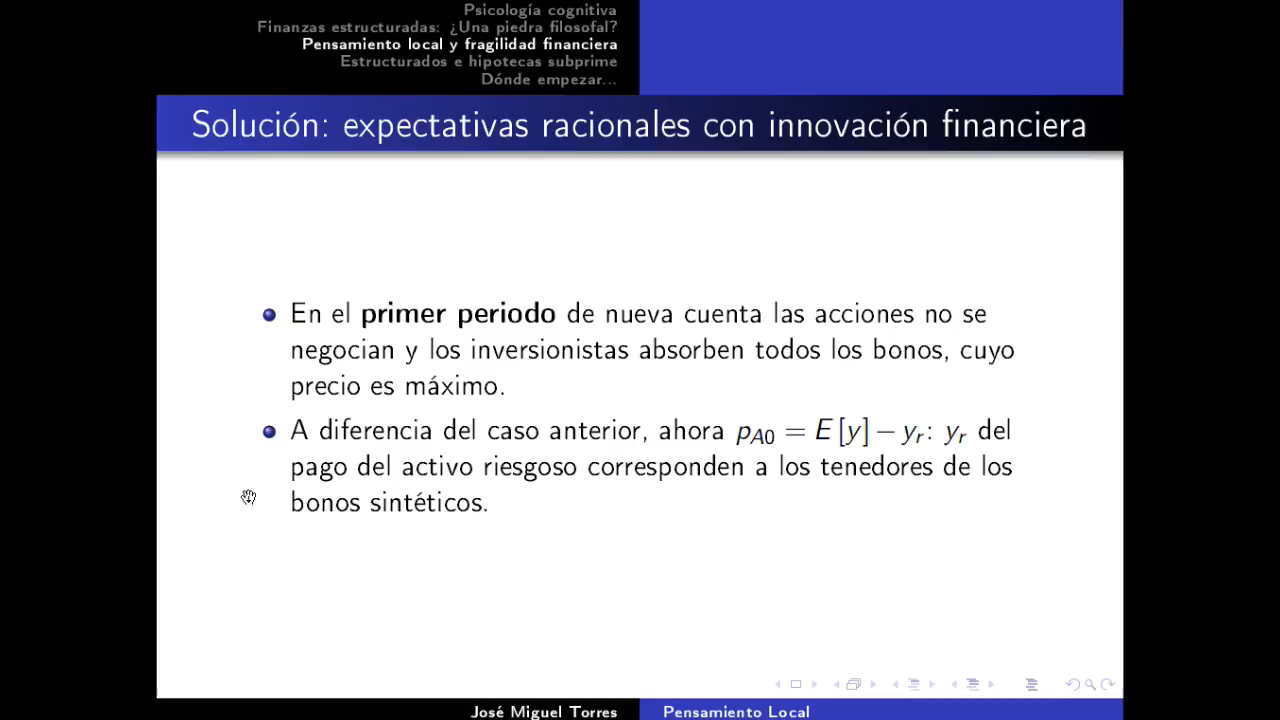 Psicología cognitiva
Finanzas estructuradas: ¿Una piedra filosofal?
Pensamiento local y fragilidad financiera
Estructurados e hipotecas subprime
Dónde empezar...
Solución: expectativas racionales con innovación financiera
En el primer periodo de nueva cuenta las acciones no se
negocian y los inversionistas absorben todos los bonos, cuyo
precio es máximo.
A diferencia del caso anterior, ahora p_{A0} = E [y] − y_r: y_r del
pago del activo riesgoso corresponden a los tenedores de los
bonos sintéticos.
José Miguel Torres
Pensamiento Local